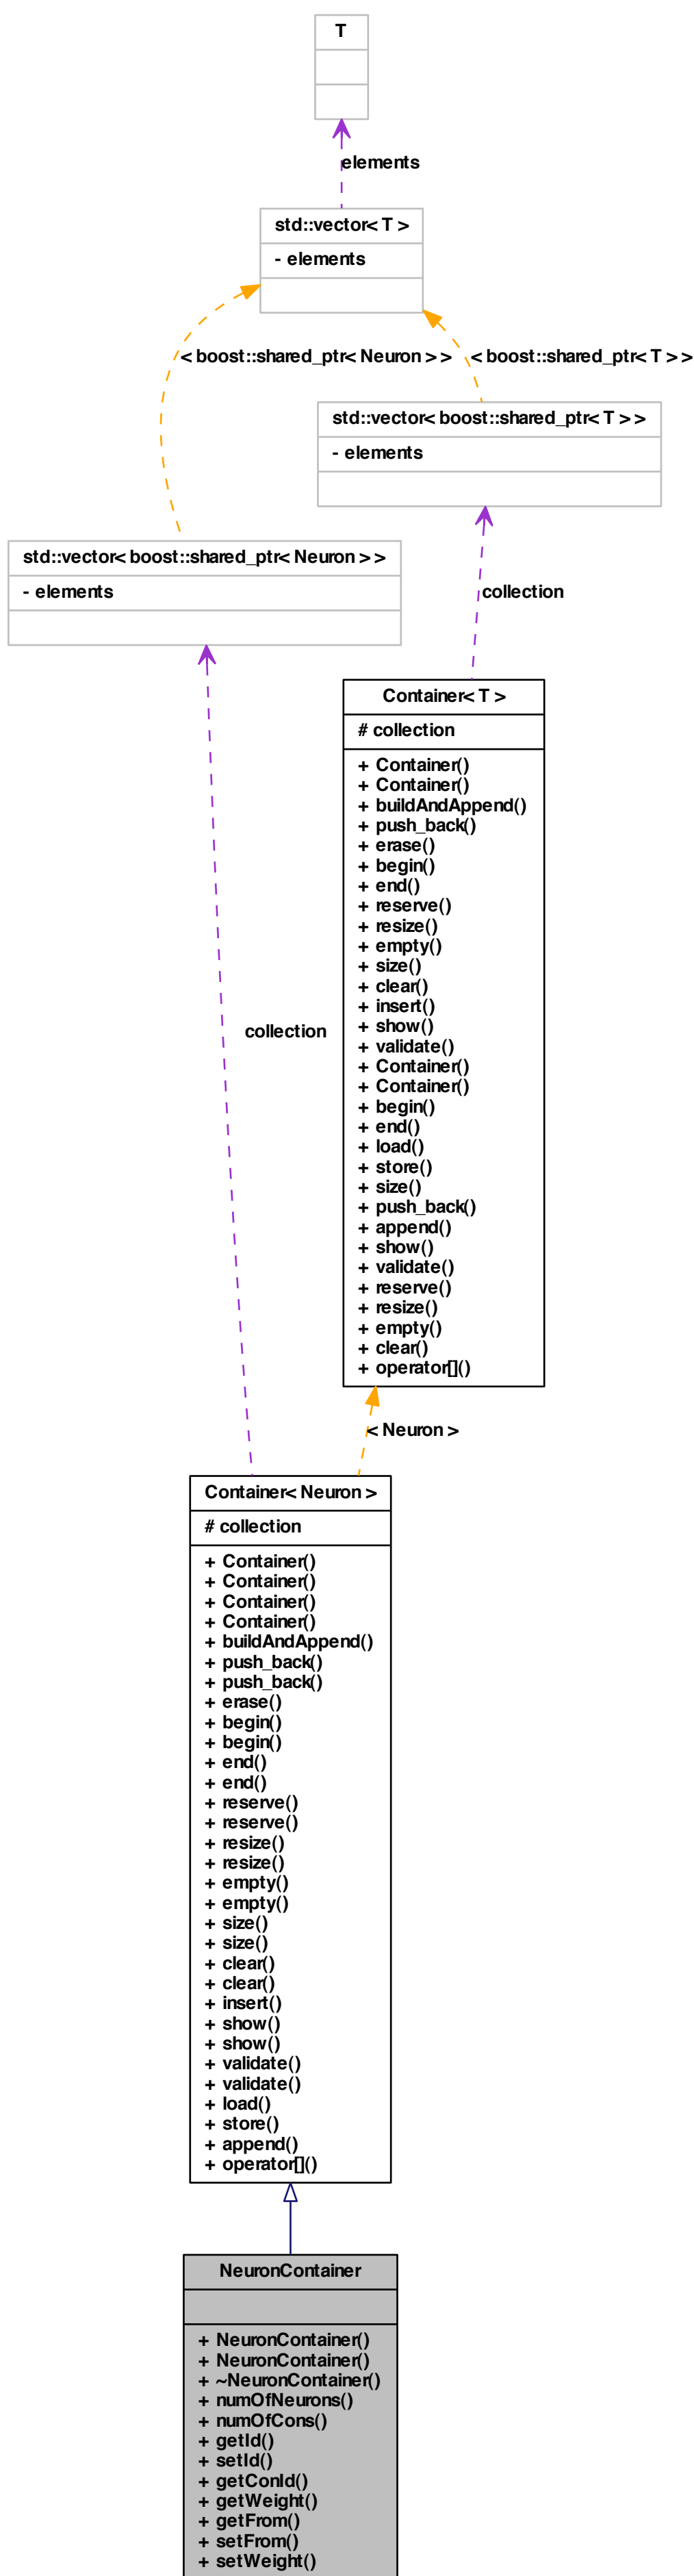 T
elements
std::vector< T >
- elements
< boost::shared_ptr< Neuron > >
< boost::shared_ptr< T > >
std::vector< boost::shared_ptr< T > >
- elements
std::vector< boost::shared_ptr< Neuron > >
- elements
collection
Container< T >
# collection
+ Container()
+ Container()
+ buildAndAppend()
+ push_back()
+ erase()
+ begin()
+ end()
+ reserve()
+ resize()
+ empty()
+ size()
+ clear()
+ insert()
+ show()
+ validate()
+ Container()
+ Container()
+ begin()
+ end()
+ load()
+ store()
+ size()
+ push_back()
+ append()
+ show()
+ validate()
+ reserve()
+ resize()
+ empty()
+ clear()
+ operator[]()
collection
< Neuron >
Container< Neuron >
# collection
+ Container()
+ Container()
+ Container()
+ Container()
+ buildAndAppend()
+ push_back()
+ push_back()
+ erase()
+ begin()
+ begin()
+ end()
+ end()
+ reserve()
+ reserve()
+ resize()
+ resize()
+ empty()
+ empty()
+ size()
+ size()
+ clear()
+ clear()
+ insert()
+ show()
+ show()
+ validate()
+ validate()
+ load()
+ store()
+ append()
+ operator[]()
NeuronContainer
+ NeuronContainer()
+ NeuronContainer()
+ ~NeuronContainer()
+ numOfNeurons()
+ numOfCons()
+ getId()
+ setId()
+ getConId()
+ getWeight()
+ getFrom()
+ setFrom()
+ setWeight()